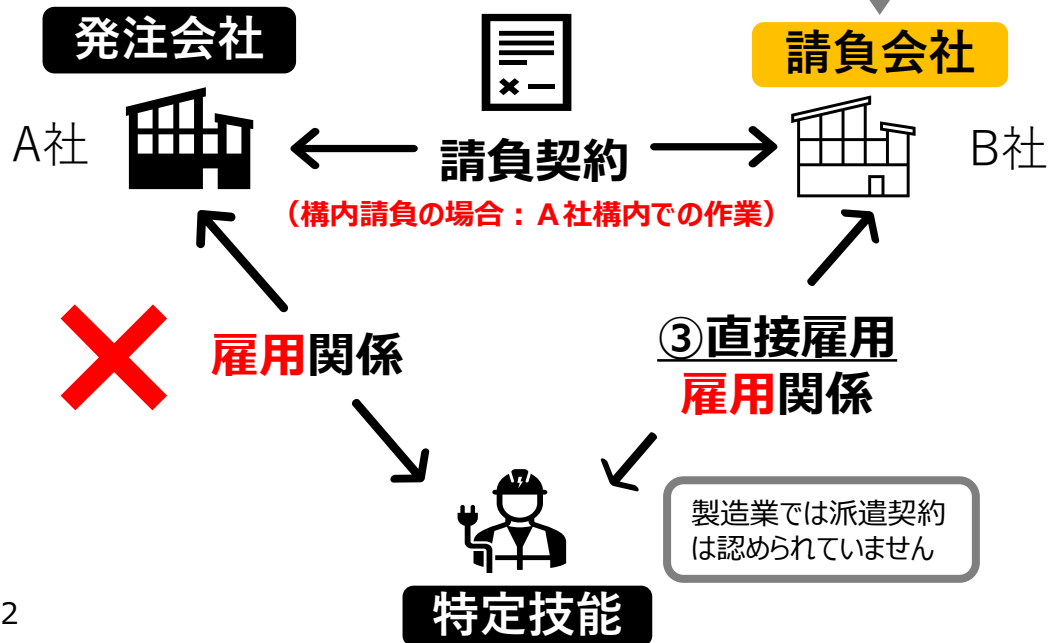 発注会社
請負会社
A社
B社
請負契約
（構内請負の場合：Ａ社構内での作業）
雇用関係
③直接雇用
雇用関係
製造業では派遣契約
は認められていません
特定技能
2